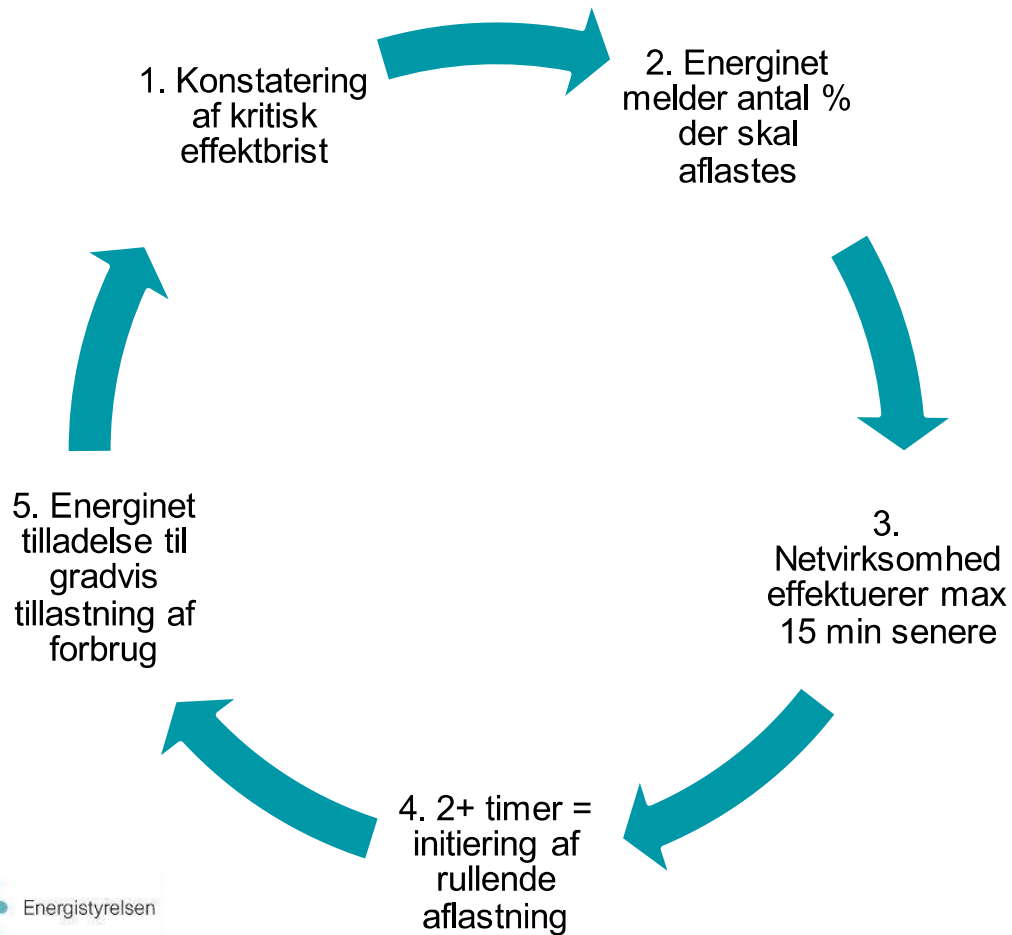 1. Konstatering
af kritisk
effektbrist
2. Energinet
melder antal %
der skal
aflastes
3.
Netvirksomhed
effektuerer max
15 min senere
4. 2+ timer =
initiering af
rullende
aflastning
5. Energinet
tilladelse til
gradvis
tillastning af
forbrug
Energistyrelsen